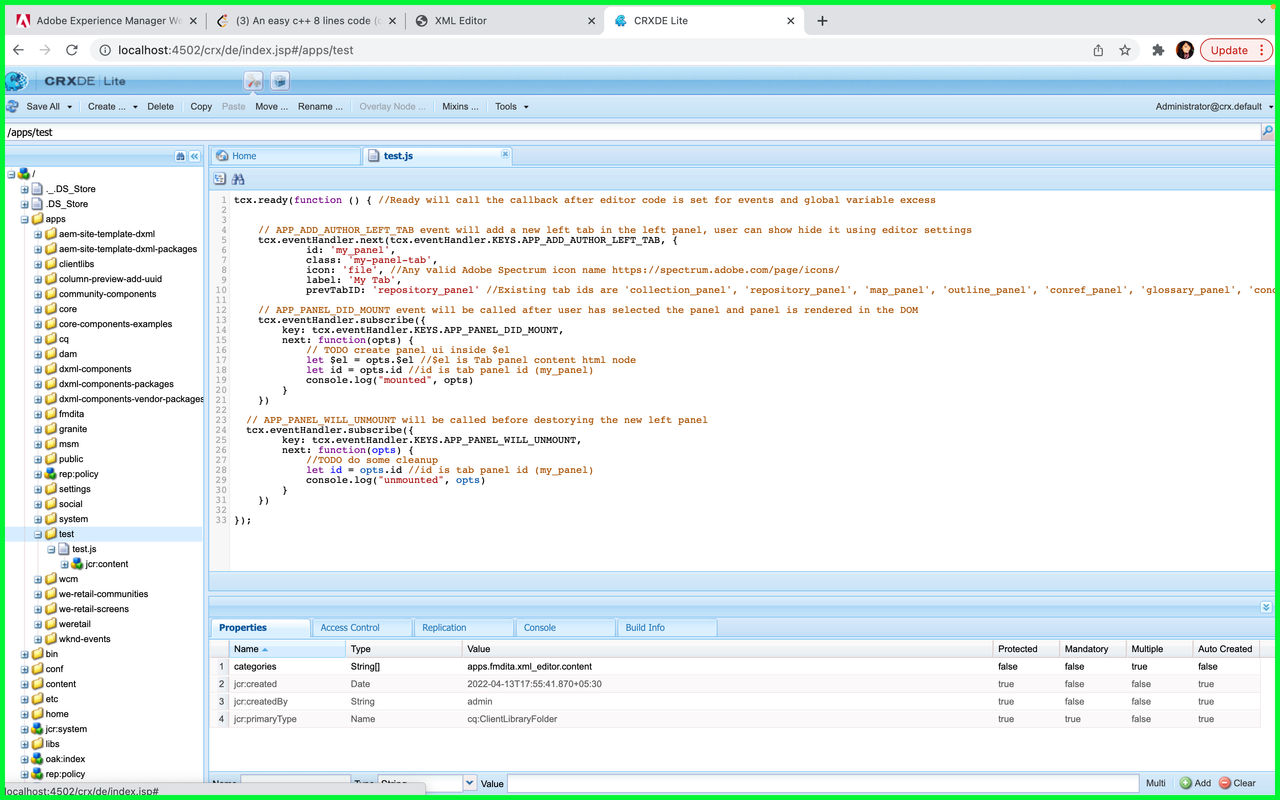 Adobe Experience Manager Wo
(3) An easy c++ 8 lines code (c
XML Editor
CRXDE Lite
localhost:4502/crx/de/index.jsp#/apps/test
Update
CRXDE | Lite
Save All Create ... Delete Copy Paste Move ... Rename ... Overlay Node ... Mixins ... Tools Administrator@crx.default
/apps/test
Home
test.js
/
._.DS_Store
.DS_Store
apps
aem-site-template-dxml
aem-site-template-dxml-packages
clientlibs
column-preview-add-uuid
community-components
core
core-components-examples
cq
dam
dxml-components
dxml-components-packages
dxml-components-vendor-packages
fmdita
granite
msm
public
rep:policy
settings
social
system
test
test.js
jcr:content
wcm
we-retail-communities
we-retail-screens
weretail
wknd-events
bin
conf
content
etc
home
jcr:system
libs
oak:index
rep:policy
localhost:4502/crx/de/index.jsp#
1 tcx.ready(function () { //Ready will call the callback after editor code is set for events and global variable excess
2
3
4 // APP_ADD_AUTHOR_LEFT_TAB event will add a new left tab in the left panel, user can show hide it using editor settings
5 tcx.eventHandler.next(tcx.eventHandler.KEYS.APP_ADD_AUTHOR_LEFT_TAB, {
6 id: 'my_panel',
7 class: 'my-panel-tab',
8 icon: 'file', //Any valid Adobe Spectrum icon name https://spectrum.adobe.com/page/icons/
9 label: 'My Tab',
10 prevTabID: 'repository_panel' //Existing tab ids are 'collection_panel', 'repository_panel', 'map_panel', 'outline_panel', 'conref_panel', 'glossary_panel', 'cond
11
12 // APP_PANEL_DID_MOUNT event will be called after user has selected the panel and panel is rendered in the DOM
13 tcx.eventHandler.subscribe({
14 key: tcx.eventHandler.KEYS.APP_PANEL_DID_MOUNT,
15 next: function(opts) {
16 // TODO create panel ui inside $el
17 let $el = opts.$el //$el is Tab panel content html node
18 let id = opts.id //id is tab panel id (my_panel)
19 console.log("mounted", opts)
20 }
21 })
22
23 // APP_PANEL_WILL_UNMOUNT will be called before destorying the new left panel
24 tcx.eventHandler.subscribe({
25 key: tcx.eventHandler.KEYS.APP_PANEL_WILL_UNMOUNT,
26 next: function(opts) {
27 //TODO do some cleanup
28 let id = opts.id //id is tab panel id (my_panel)
29 console.log("unmounted", opts)
30 }
31 })
32
33 });
Properties Access Control Replication Console Build Info
Name Type Value Protected Mandatory Multiple Auto Created
1 categories String[] apps.fmdita.xml_editor.content false false true false
2 jcr:created Date 2022-04-13T17:55:41.870+05:30 true false false true
3 jcr:createdBy String admin true false false true
4 jcr:primaryType Name cq:ClientLibraryFolder true true false true
Name Type String Value Multi Add Clear